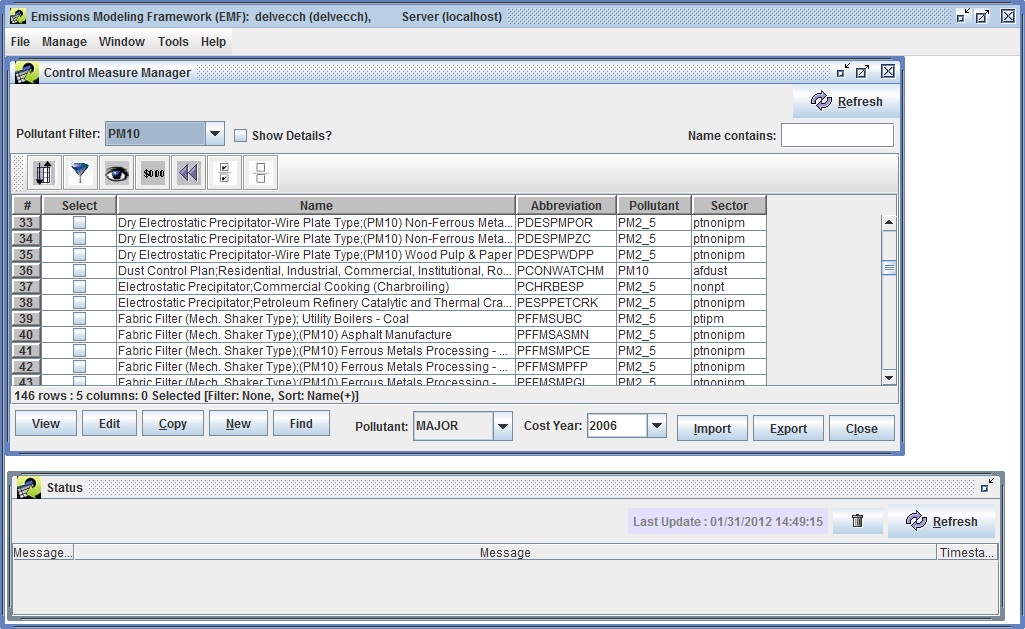 Emissions Modeling Framework (EMF): delvecch (delvecch), Server (localhost)
File Manage Window Tools Help
Control Measure Manager
Refresh
Pollutant Filter: PM10 Show Details? Name contains:
$0.00
# Select Name Abbreviation Pollutant Sector
33 Dry Electrostatic Precipitator-Wire Plate Type;(PM10) Non-Ferrous Meta... PDESPMPOR PM2_5 ptnonipm
34 Dry Electrostatic Precipitator-Wire Plate Type;(PM10) Non-Ferrous Meta... PDESPMPZC PM2_5 ptnonipm
35 Dry Electrostatic Precipitator-Wire Plate Type;(PM10) Wood Pulp & Paper PDESPWDPP PM2_5 ptnonipm
36 Dust Control Plan;Residential, Industrial, Commercial, Institutional, Ro... PCONWATCHM PM10 afdust
37 Electrostatic Precipitator;Commercial Cooking (Charbroiling) PCHRBESP PM2_5 nonpt
38 Electrostatic Precipitator;Petroleum Refinery Catalytic and Thermal Cra... PESPPETCRK PM2_5 ptnonipm
39 Fabric Filter (Mech. Shaker Type); Utility Boilers - Coal PFFMSUBC PM2_5 ptipm
40 Fabric Filter (Mech. Shaker Type);(PM10) Asphalt Manufacture PFFMSASMN PM2_5 ptnonipm
41 Fabric Filter (Mech. Shaker Type);(PM10) Ferrous Metals Processing - ... PFFMSMPCE PM2_5 ptnonipm
42 Fabric Filter (Mech. Shaker Type);(PM10) Ferrous Metals Processing - ... PFFMSMPFP PM2_5 ptnonipm
43 Fabric Filter (Mech. Shaker Type);(PM10) Ferrous Metals Processing - ... PFFMSMPGI PM2_5 ptnonipm
146 rows : 5 columns: 0 Selected [Filter: None, Sort: Name(+)]
View Edit Copy New Find Pollutant: MAJOR Cost Year: 2006 Import Export Close
Status
Last Update : 01/31/2012 14:49:15 Refresh
Message... Message Timesta...